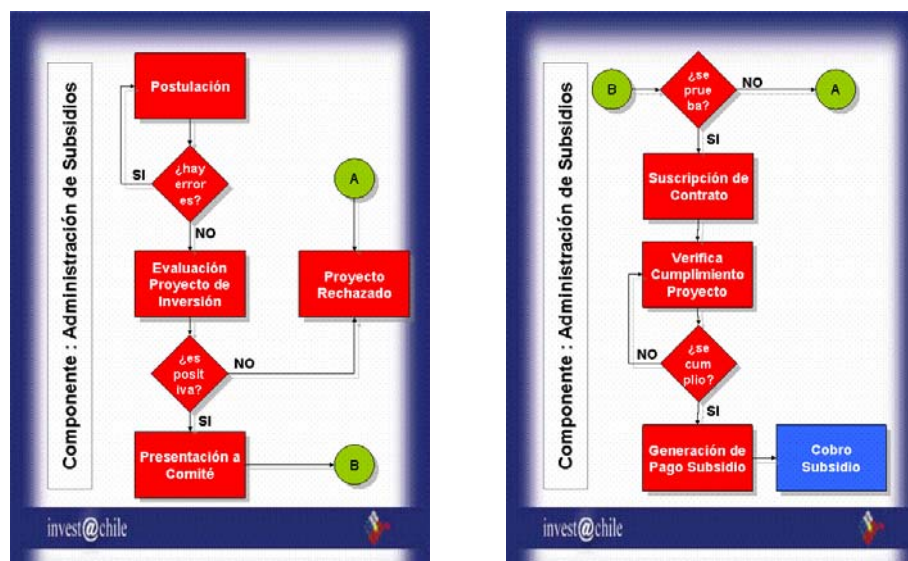 Componente : Administración de Subsidios
Postulación
SI
¿hay
error
es?
A
NO
Evaluación
Proyecto de
Inversión
Proyecto
Rechazado
¿es
posit
iva?
NO
SI
Presentación a
Comité
B
invest@chile
Componente : Administración de Subsidios
B
¿se
prue
ba?
NO
A
SI
Suscripción de
Contrato
Verifica
Cumplimiento
Proyecto
NO
¿se
cum
plio?
SI
Generación de
Pago Subsidio
Cobro
Subsidio
invest@chile